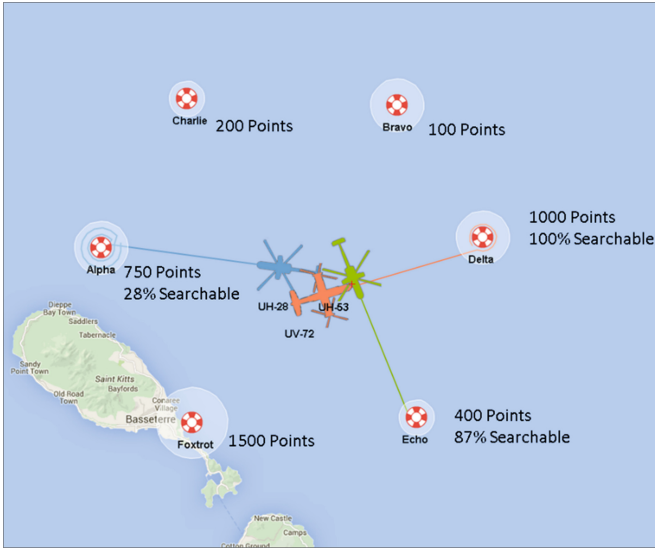 Charlie
200 Points
Bravo
100 Points
1000 Points
100% Searchable
Delta
Alpha
750 Points
28% Searchable
UH-28
UH-53
UV-72
Dieppe
Bay Town
Saddlers
Tabernacle
Sandy
Point Town
Saint Kitts
Bayfords
Old Road
Town
Conaree
Village
Basseterre
Foxtrot
1500 Points
400 Points
87% Searchable
Echo
New Castle
Camps
Cotton Ground